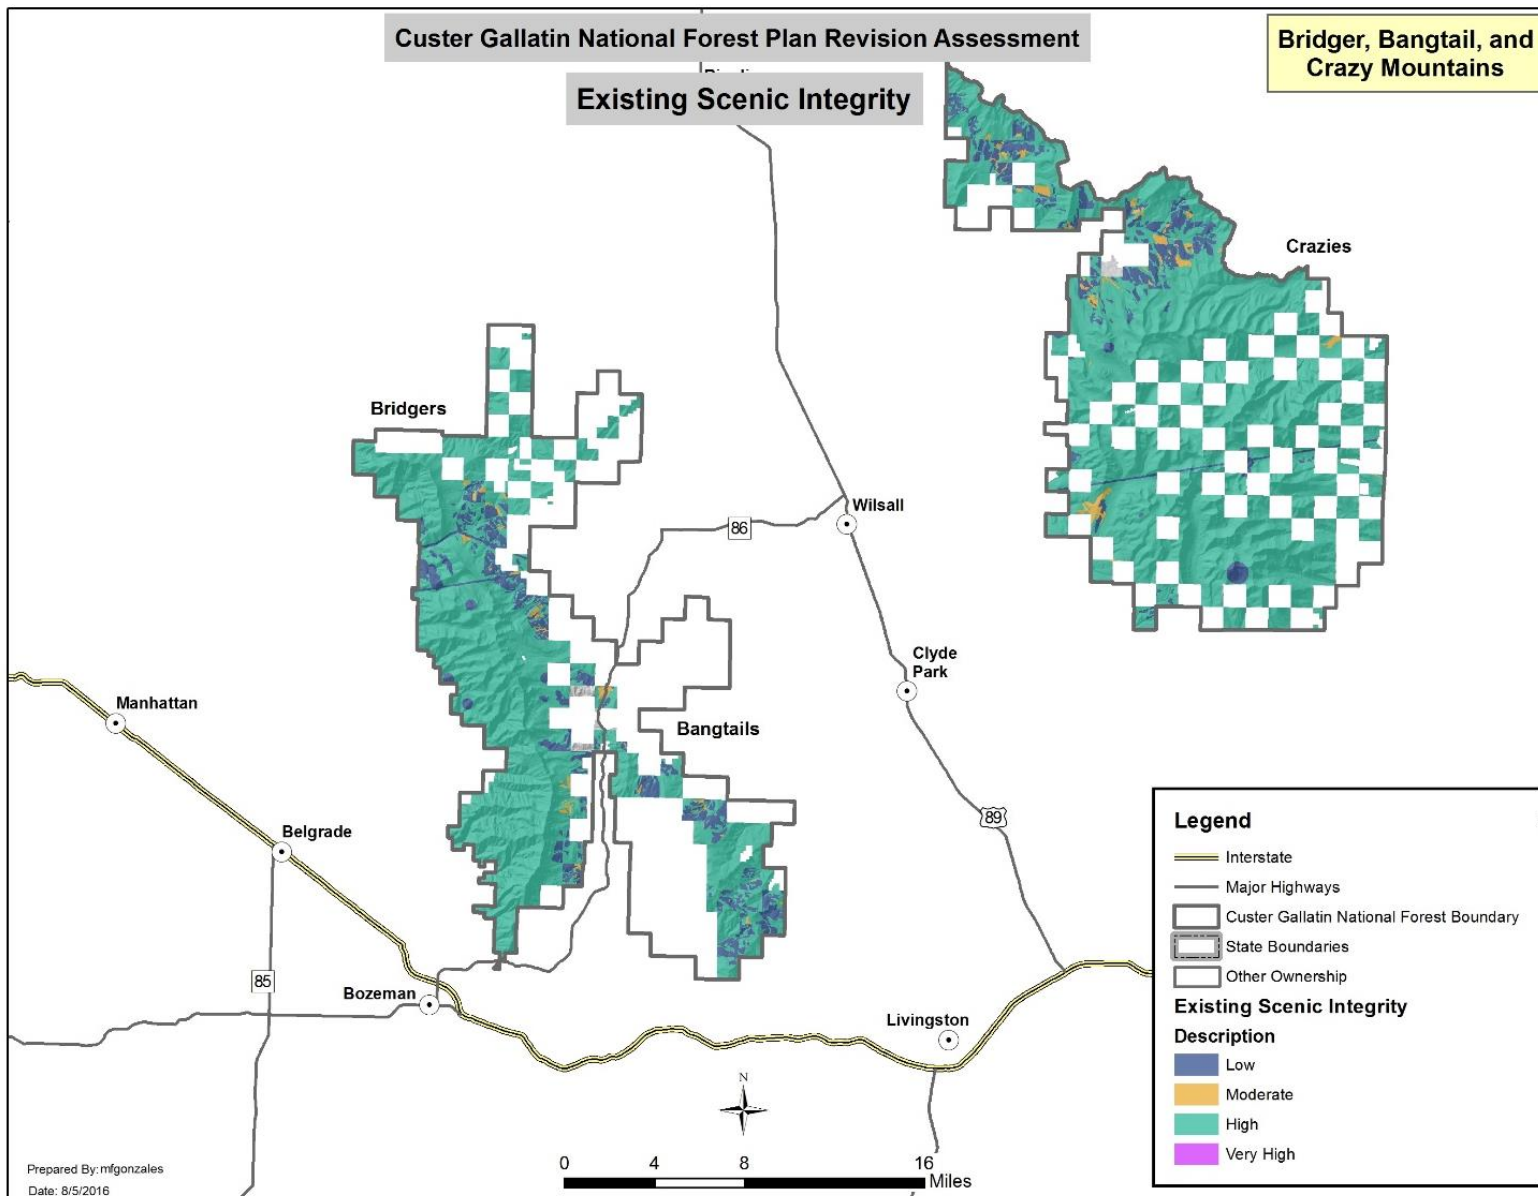 Custer Gallatin National Forest Plan Revision Assessment
Existing Scenic Integrity
Bridger, Bangtail, and
Crazy Mountains
Crazies
Bridgers
86
Wilsall
Clyde
Park
Manhattan
Bangtails
89
Belgrade
85
Bozeman
Livingston
Legend
Interstate
Major Highways
Custer Gallatin National Forest Boundary
State Boundaries
Other Ownership
Existing Scenic Integrity
Description
Low
Moderate
High
Very High
N
0 4 8 16
Miles
Prepared By: mfgonzales
Date: 8/5/2016